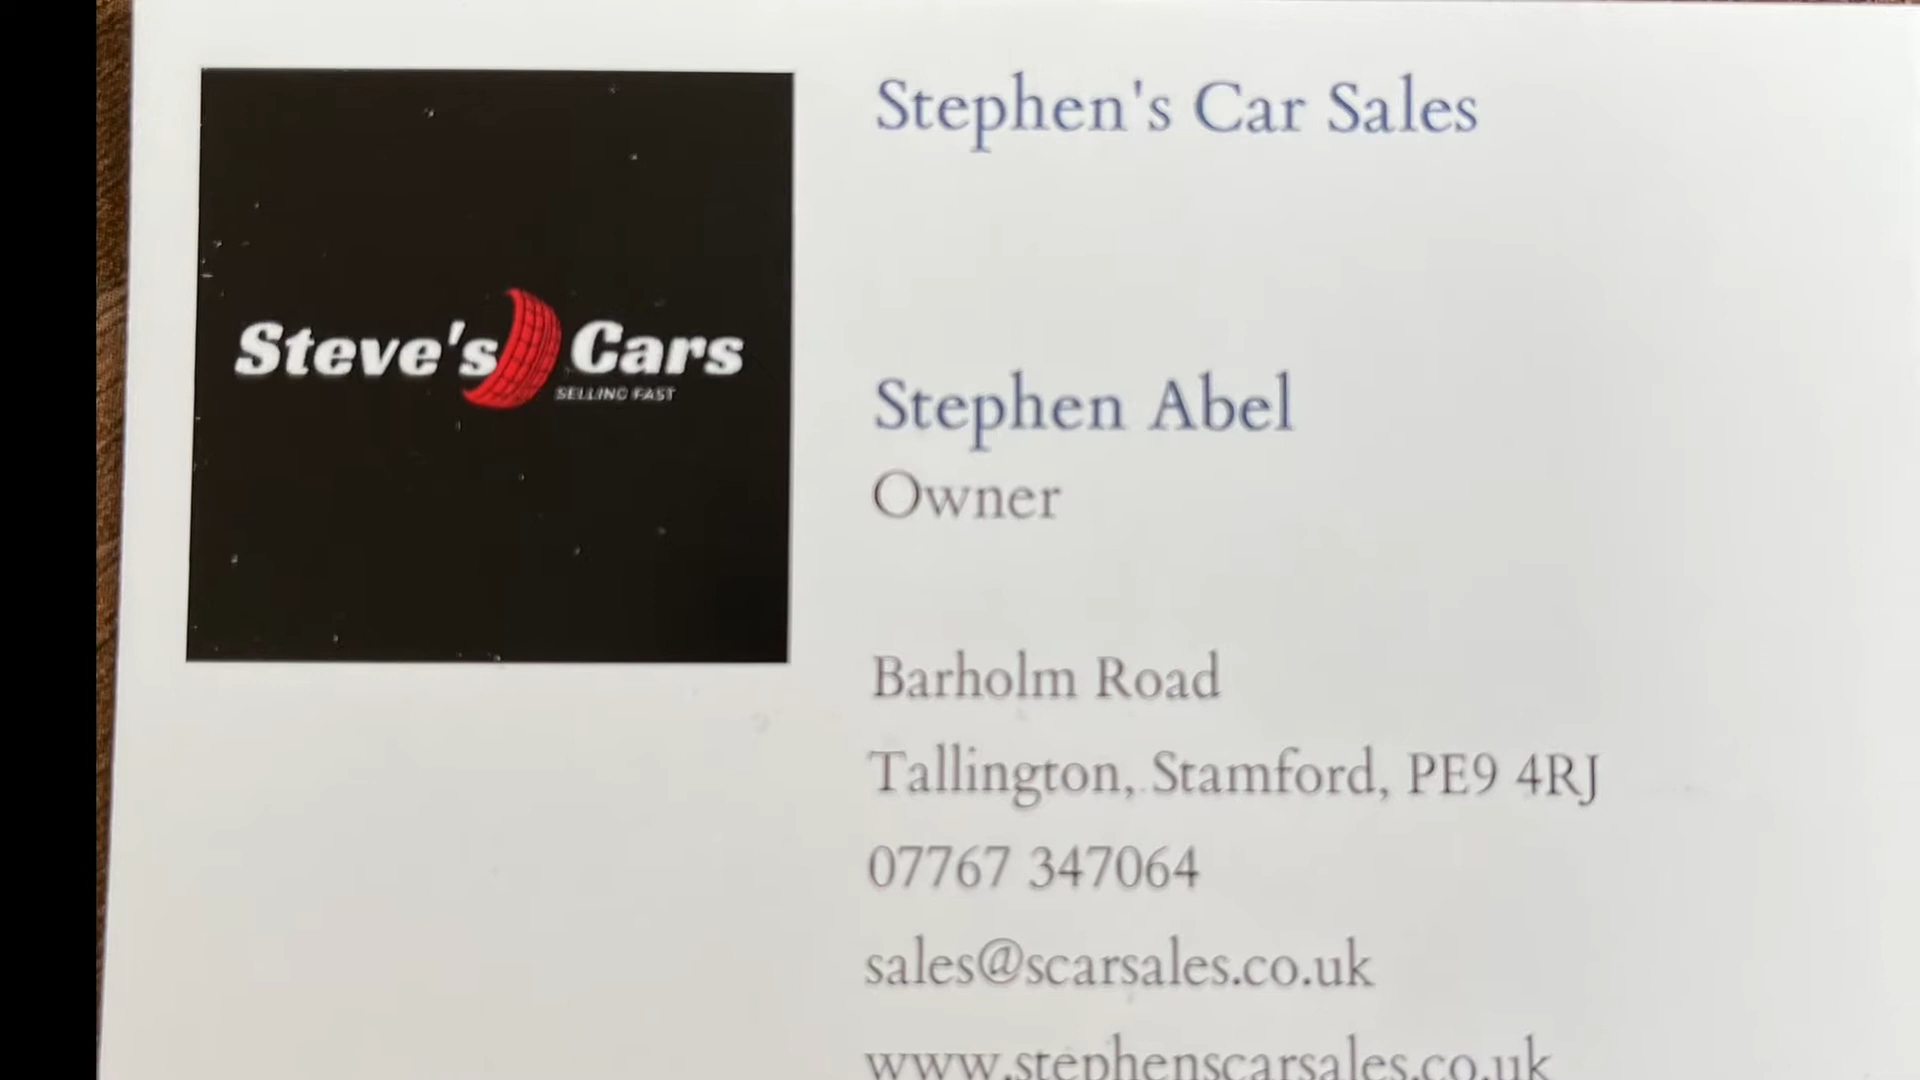 Steve's Cars
SELLING FAST
Stephen's Car Sales
Stephen Abel
Owner
Barholm Road
Tallington, Stamford, PE9 4RJ
07767 347064
sales@scarsales.co.uk
www.stephenscarsales.co.uk